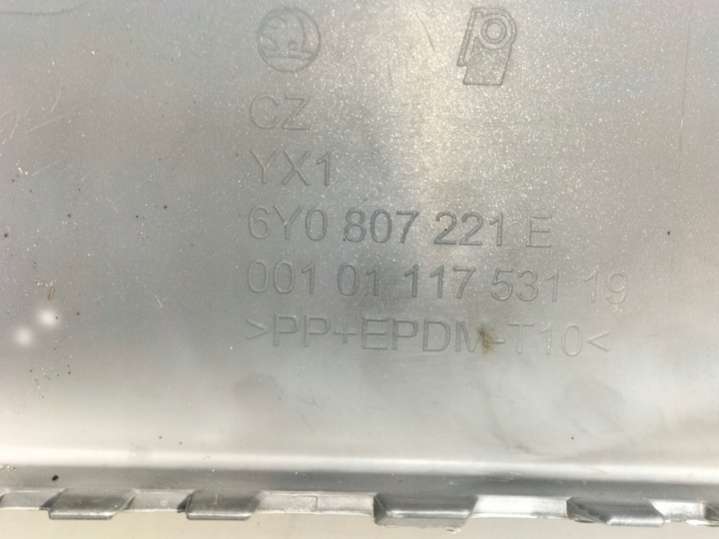 CZ
YX1
6Y0 807 221 E
001 01 117 531 19
>PP+EPDM-T10<